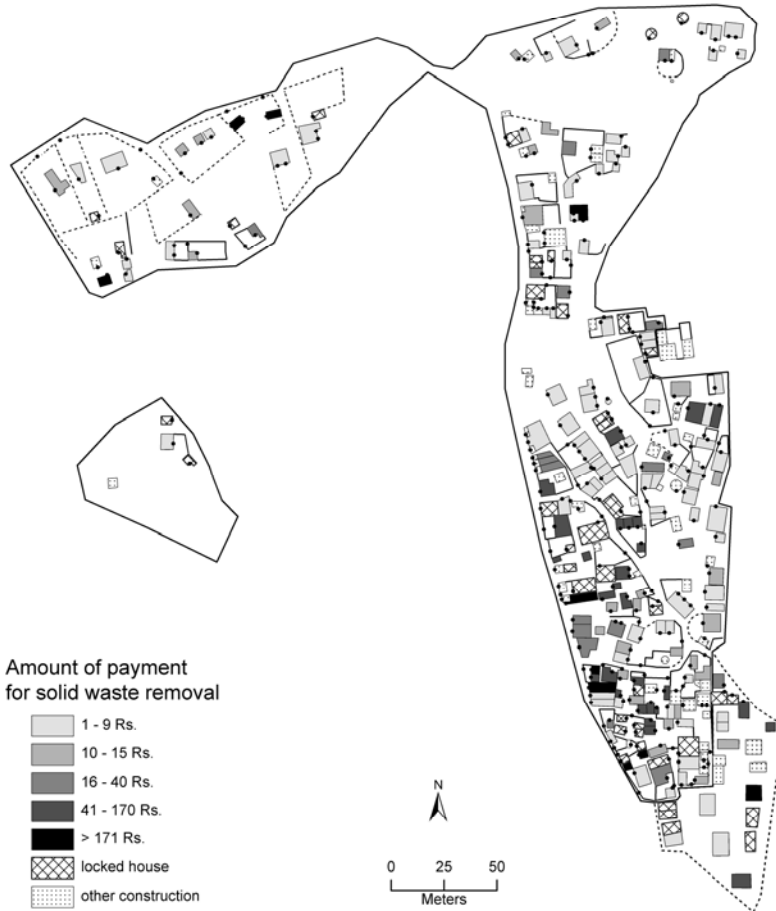 Amount of payment
for solid waste removal
1 - 9 Rs.
10 - 15 Rs.
16 - 40 Rs.
41 - 170 Rs.
> 171 Rs.
locked house
other construction
N
0 25 50
Meters